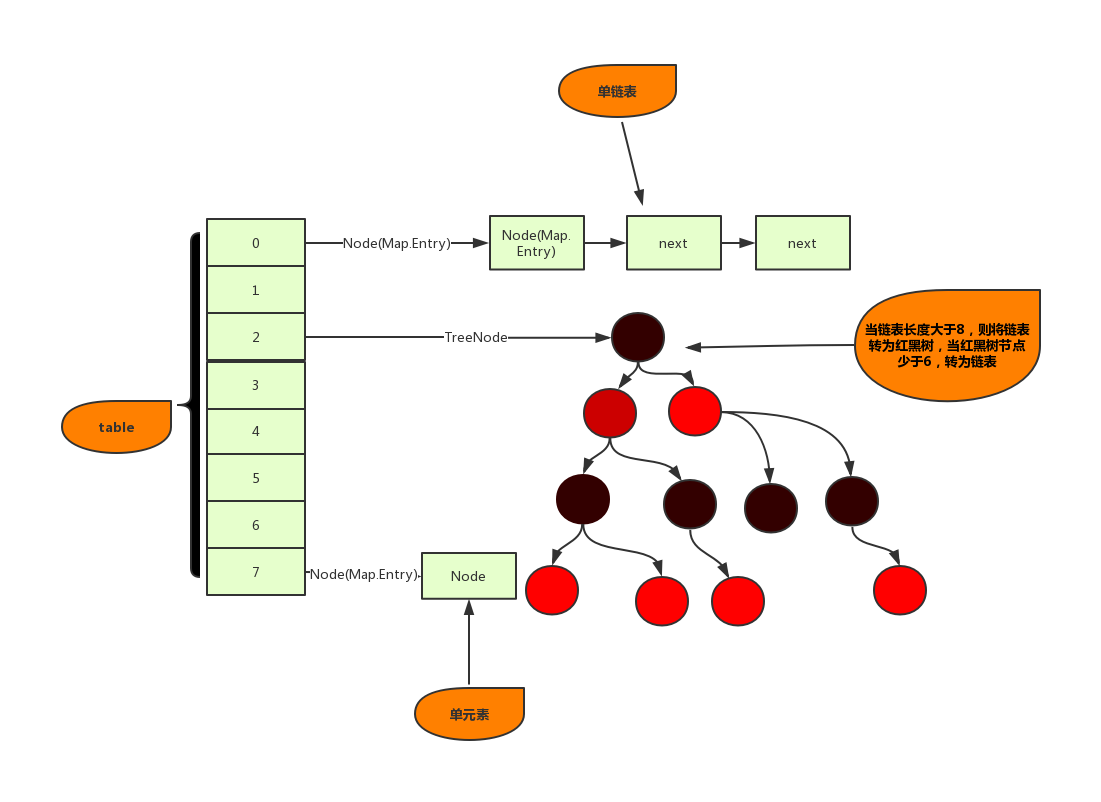 单链表
0
Node(Map.Entry)
Node(Map.
Entry)
next
next
1
2
TreeNode
当链表长度大于8，则将链表
转为红黑树，当红黑树节点
少于6，转为链表
3
table
4
5
6
7
Node(Map.Entry)
Node
单元素